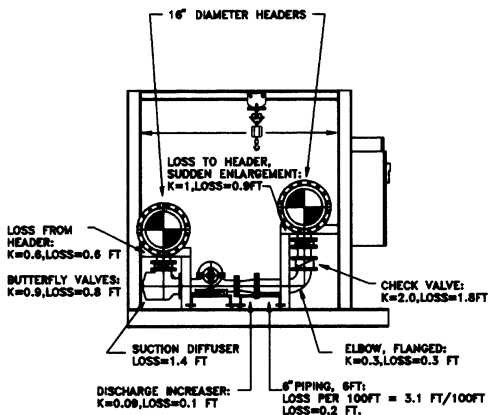 16" DIAMETER HEADERS
LOSS TO HEADER,
SUDDEN ENLARGEMENT:
K=1,LOSS=0.9FT
LOSS FROM
HEADER:
K=0.6,LOSS=0.6 FT
BUTTERFLY VALVES:
K=0.9,LOSS=0.8 FT
CHECK VALVE:
K=2.0,LOSS=1.8FT
SUCTION DIFFUSER
LOSS=1.4 FT
ELBOW, FLANGED:
K=0.3,LOSS=0.3 FT
DISCHARGE INCREASER:
K=0.09,LOSS=0.1 FT
6"PIPING, 6FT:
LOSS PER 100FT = 3.1 FT/100FT
LOSS=0.2 FT.